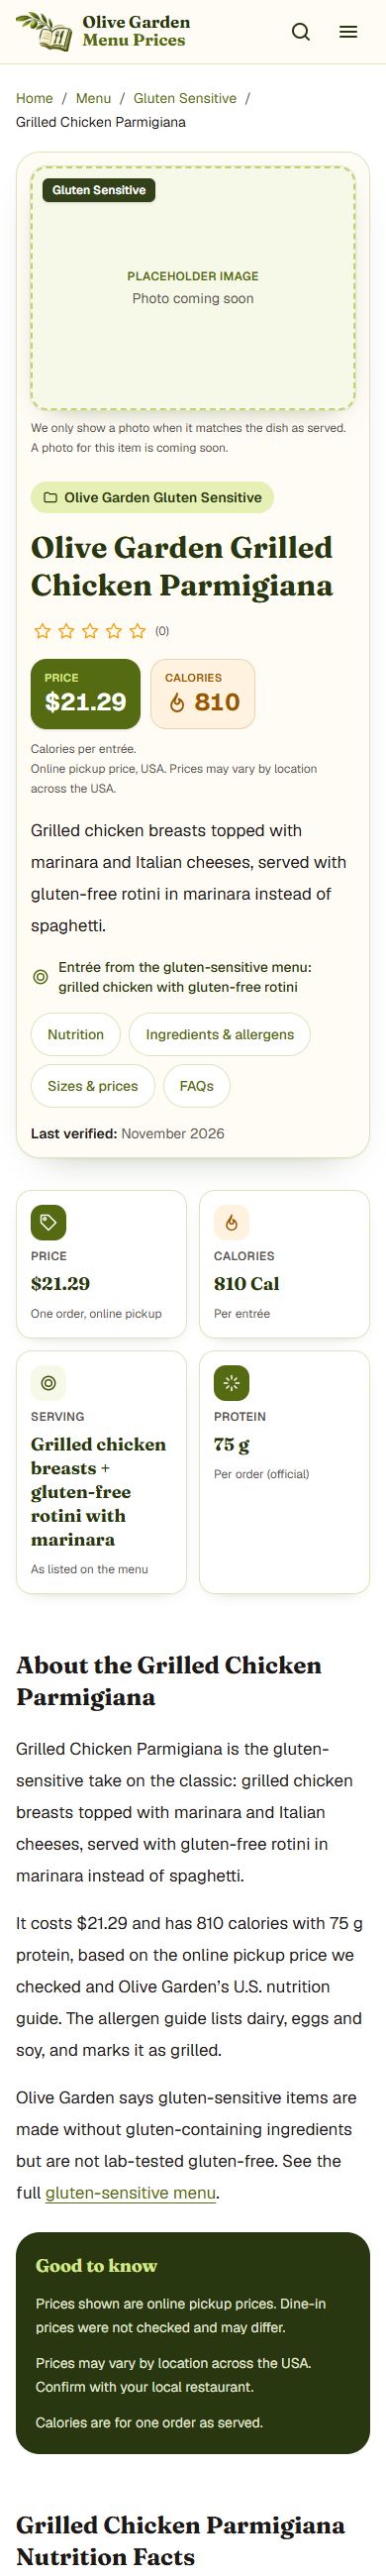 Olive Garden
Menu Prices
Home / Menu / Gluten Sensitive /
Grilled Chicken Parmigiana
Gluten Sensitive
PLACEHOLDER IMAGE
Photo coming soon
We only show a photo when it matches the dish as served.
A photo for this item is coming soon.
Olive Garden Gluten Sensitive
Olive Garden Grilled
Chicken Parmigiana
(0)
PRICE
$21.29
CALORIES
810
Calories per entrée.
Online pickup price, USA. Prices may vary by location
across the USA.
Grilled chicken breasts topped with
marinara and Italian cheeses, served with
gluten-free rotini in marinara instead of
spaghetti.
Entrée from the gluten-sensitive menu:
grilled chicken with gluten-free rotini
Nutrition
Ingredients & allergens
Sizes & prices
FAQs
Last verified: November 2026
PRICE
$21.29
One order, online pickup
CALORIES
810 Cal
Per entrée
SERVING
Grilled chicken
breasts +
gluten-free
rotini with
marinara
As listed on the menu
PROTEIN
75 g
Per order (official)
About the Grilled Chicken
Parmigiana
Grilled Chicken Parmigiana is the gluten-
sensitive take on the classic: grilled chicken
breasts topped with marinara and Italian
cheeses, served with gluten-free rotini in
marinara instead of spaghetti.
It costs $21.29 and has 810 calories with 75 g
protein, based on the online pickup price we
checked and Olive Garden’s U.S. nutrition
guide. The allergen guide lists dairy, eggs and
soy, and marks it as grilled.
Olive Garden says gluten-sensitive items are
made without gluten-containing ingredients
but are not lab-tested gluten-free. See the
full gluten-sensitive menu.
Good to know
Prices shown are online pickup prices. Dine-in
prices were not checked and may differ.
Prices may vary by location across the USA.
Confirm with your local restaurant.
Calories are for one order as served.
Grilled Chicken Parmigiana
Nutrition Facts